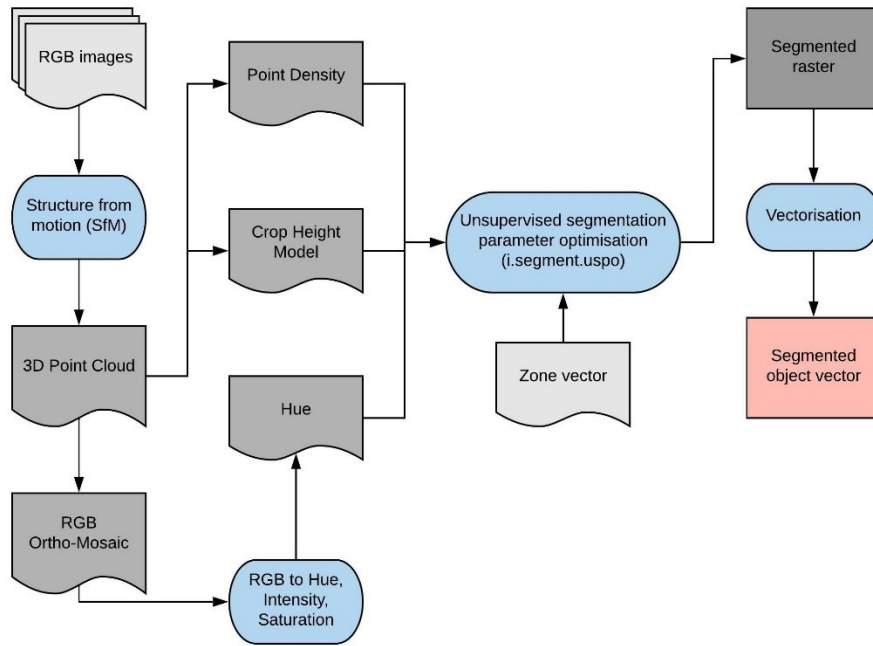 RGB images
Structure from
motion (SfM)
3D Point Cloud
RGB
Ortho-Mosaic
Point Density
Crop Height
Model
Hue
RGB to Hue,
Intensity,
Saturation
Unsupervised segmentation
parameter optimisation
(i.segment.uspo)
Zone vector
Segmented
raster
Vectorisation
Segmented
object vector